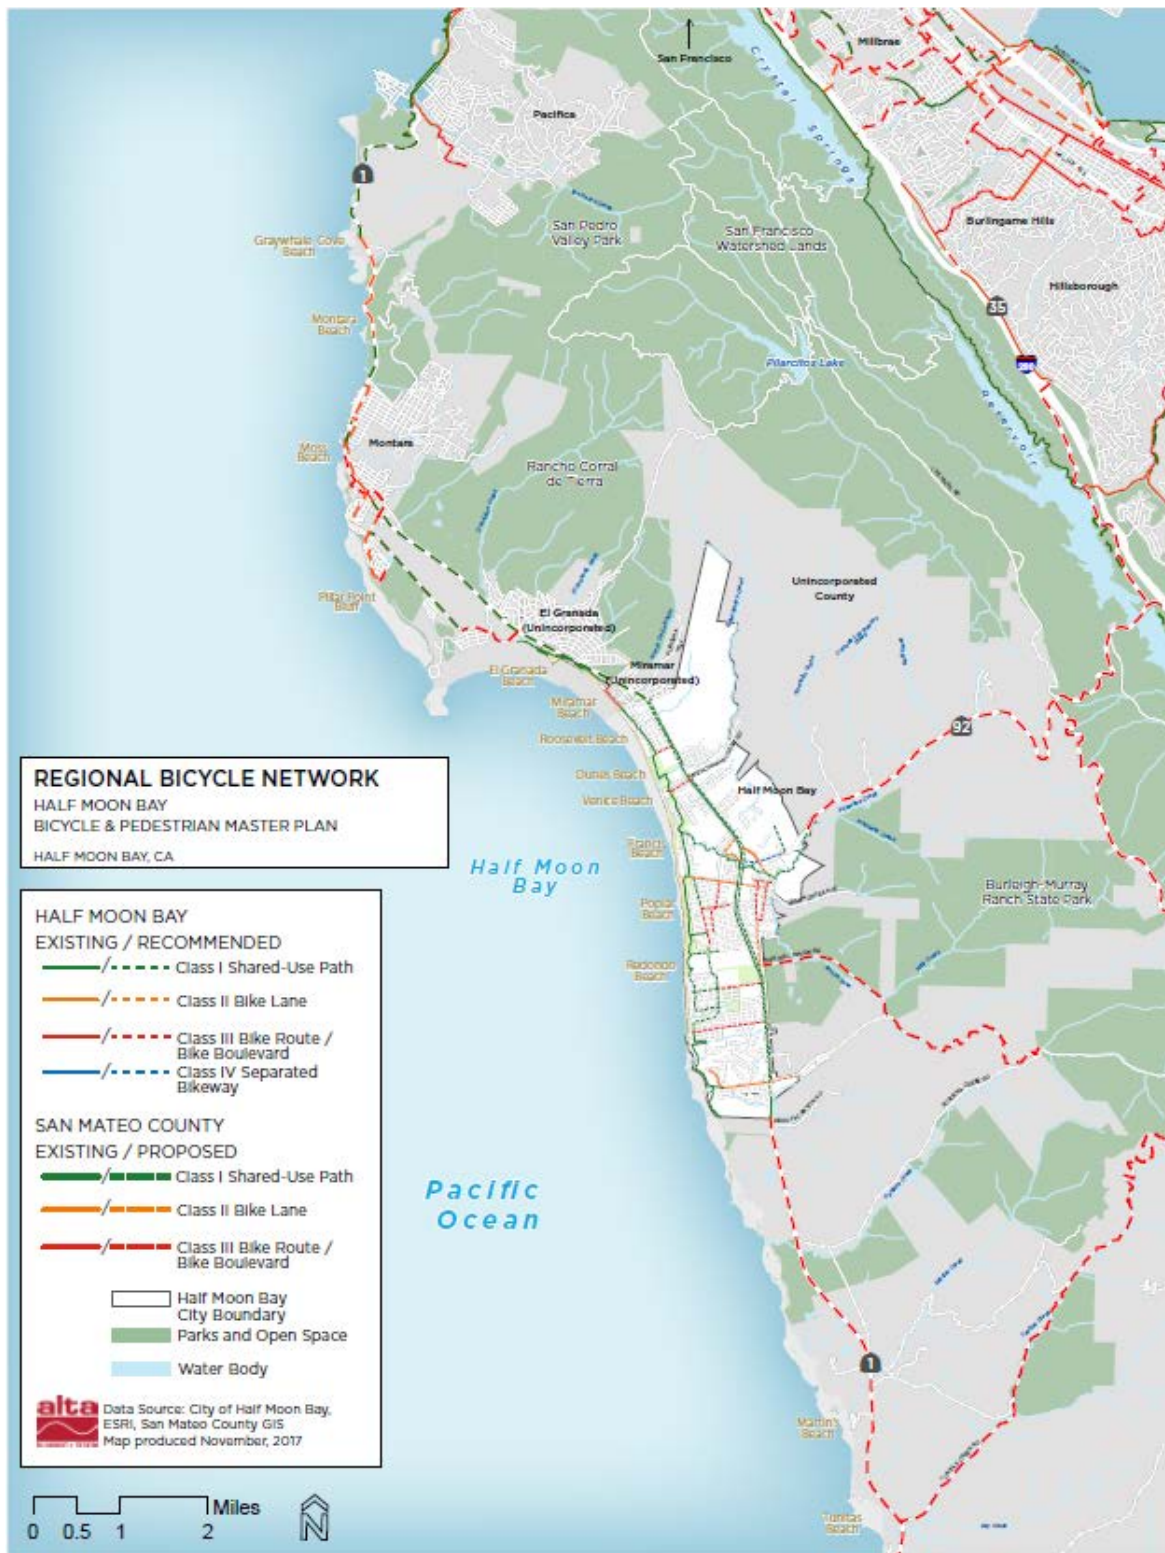 San Francisco
Millbrae
Crystal
Springs
Reservoir
Pacifica
1
San Pedro
Valley Park
San Francisco
Watershed Lands
Burlingame Hills
Hillsborough
35
280
Graywhale Cove
Beach
Montara
Beach
Pilarcitos Lake
Moss
Beach
Montara
Rancho Corral
de Tierra
Pillar Point
Bluff
El Granada
(Unincorporated)
Unincorporated
County
El Granada
Beach
Miramar
(Unincorporated)
Miramar
Beach
Roosevelt Beach
92
Dunes Beach
Venice Beach
Half Moon Bay
Francis
Beach
Half Moon
Bay
Burleigh-Murray
Ranch State Park
Poplar
Beach
Redondo
Beach
Pacific
Ocean
1
Martin's
Beach
Tunitas
Beach
REGIONAL BICYCLE NETWORK
HALF MOON BAY
BICYCLE & PEDESTRIAN MASTER PLAN
HALF MOON BAY, CA
HALF MOON BAY
EXISTING / RECOMMENDED
Class I Shared-Use Path
Class II Bike Lane
Class III Bike Route /
Bike Boulevard
Class IV Separated
Bikeway
SAN MATEO COUNTY
EXISTING / PROPOSED
Class I Shared-Use Path
Class II Bike Lane
Class III Bike Route /
Bike Boulevard
Half Moon Bay
City Boundary
Parks and Open Space
Water Body
alta
Data Source: City of Half Moon Bay,
ESRI, San Mateo County GIS
Map produced November, 2017
Miles
0 0.5 1 2
N